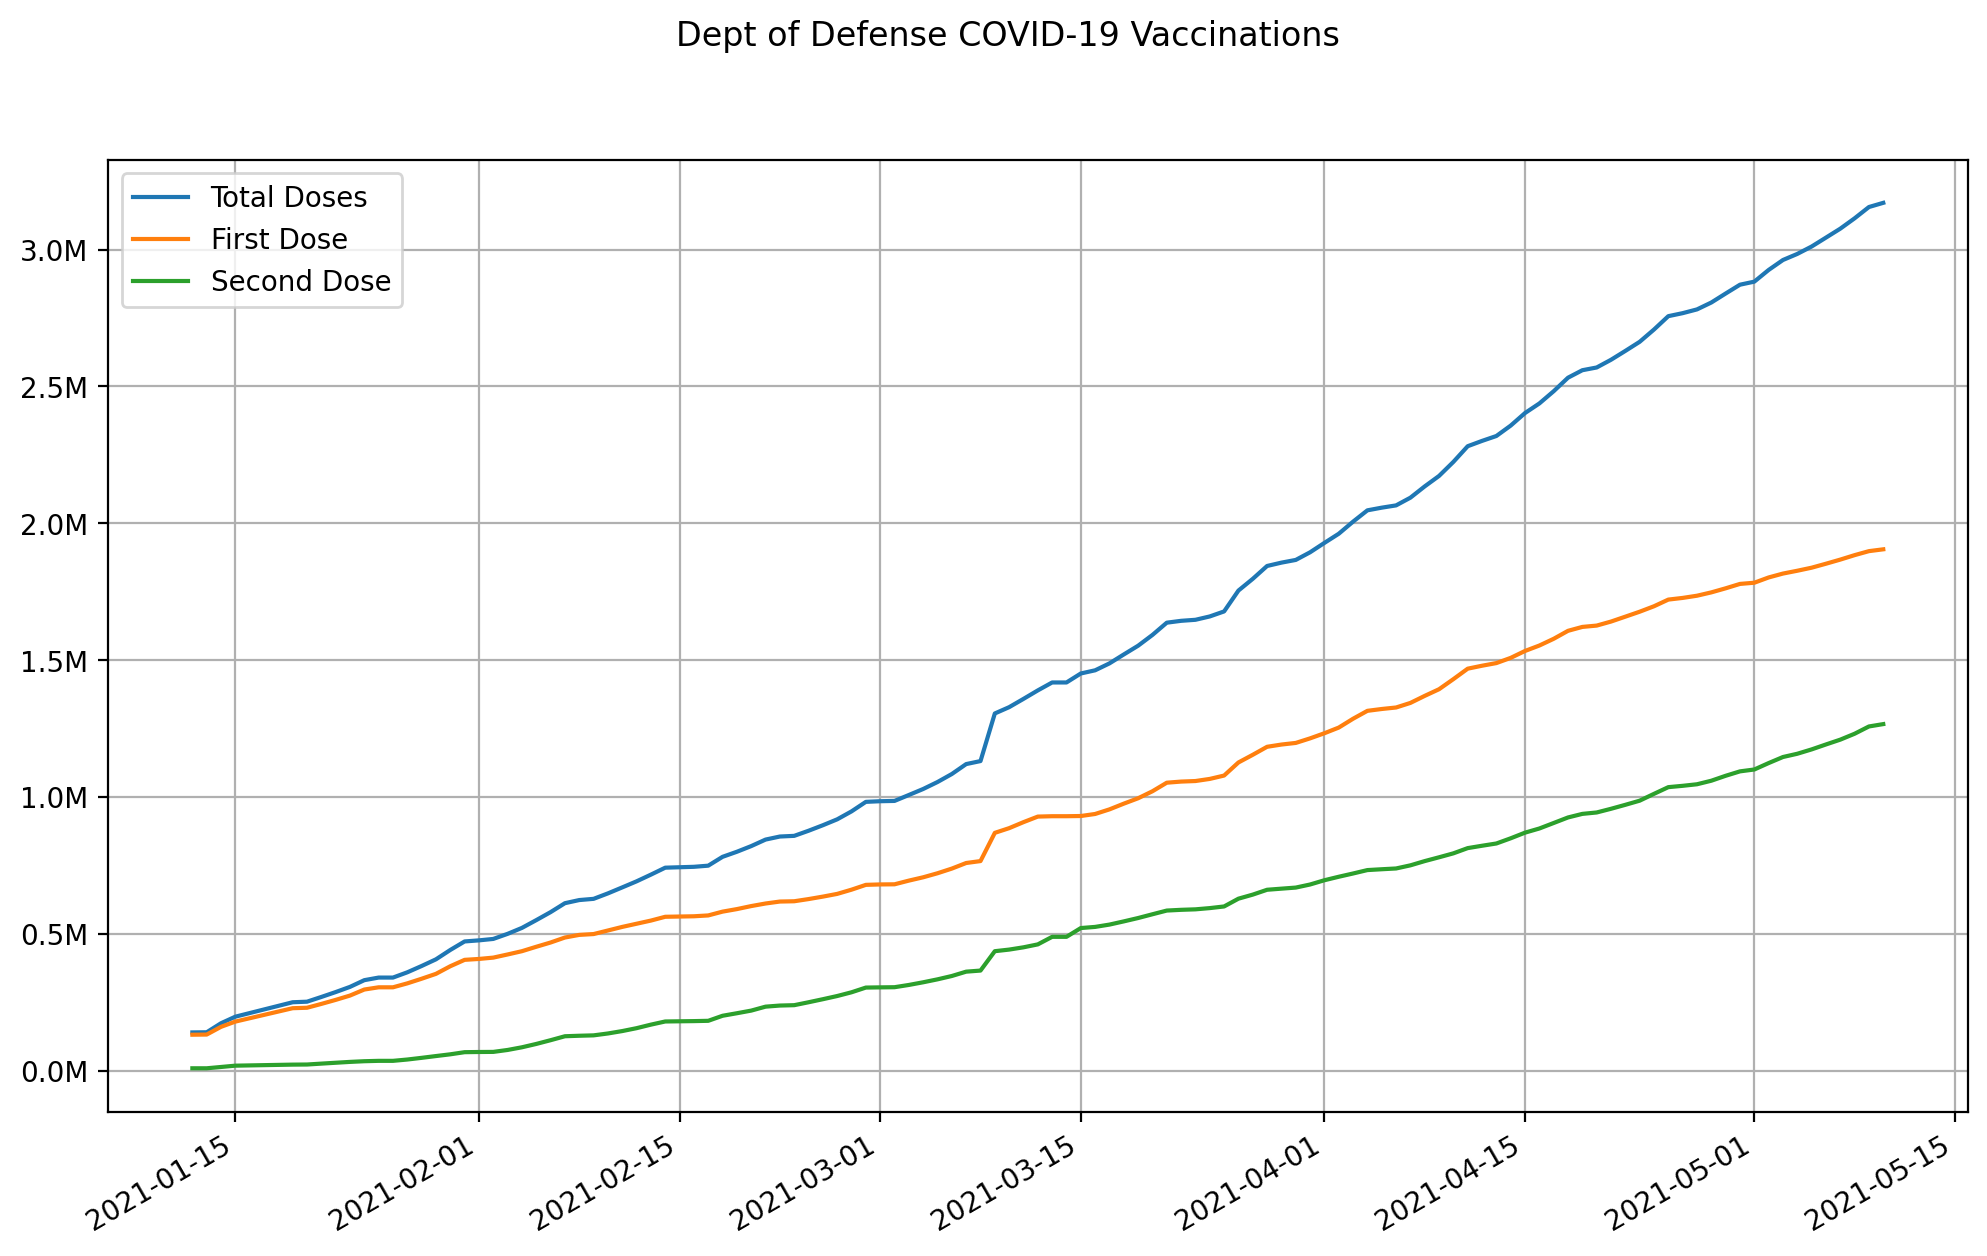 Dept of Defense COVID-19 Vaccinations
Total Doses
First Dose
Second Dose
3.0M
2.5M
2.0M
1.5M
1.0M
0.5M
0.0M
2021-01-15
2021-02-01
2021-02-15
2021-03-01
2021-03-15
2021-04-01
2021-04-15
2021-05-01
2021-05-15